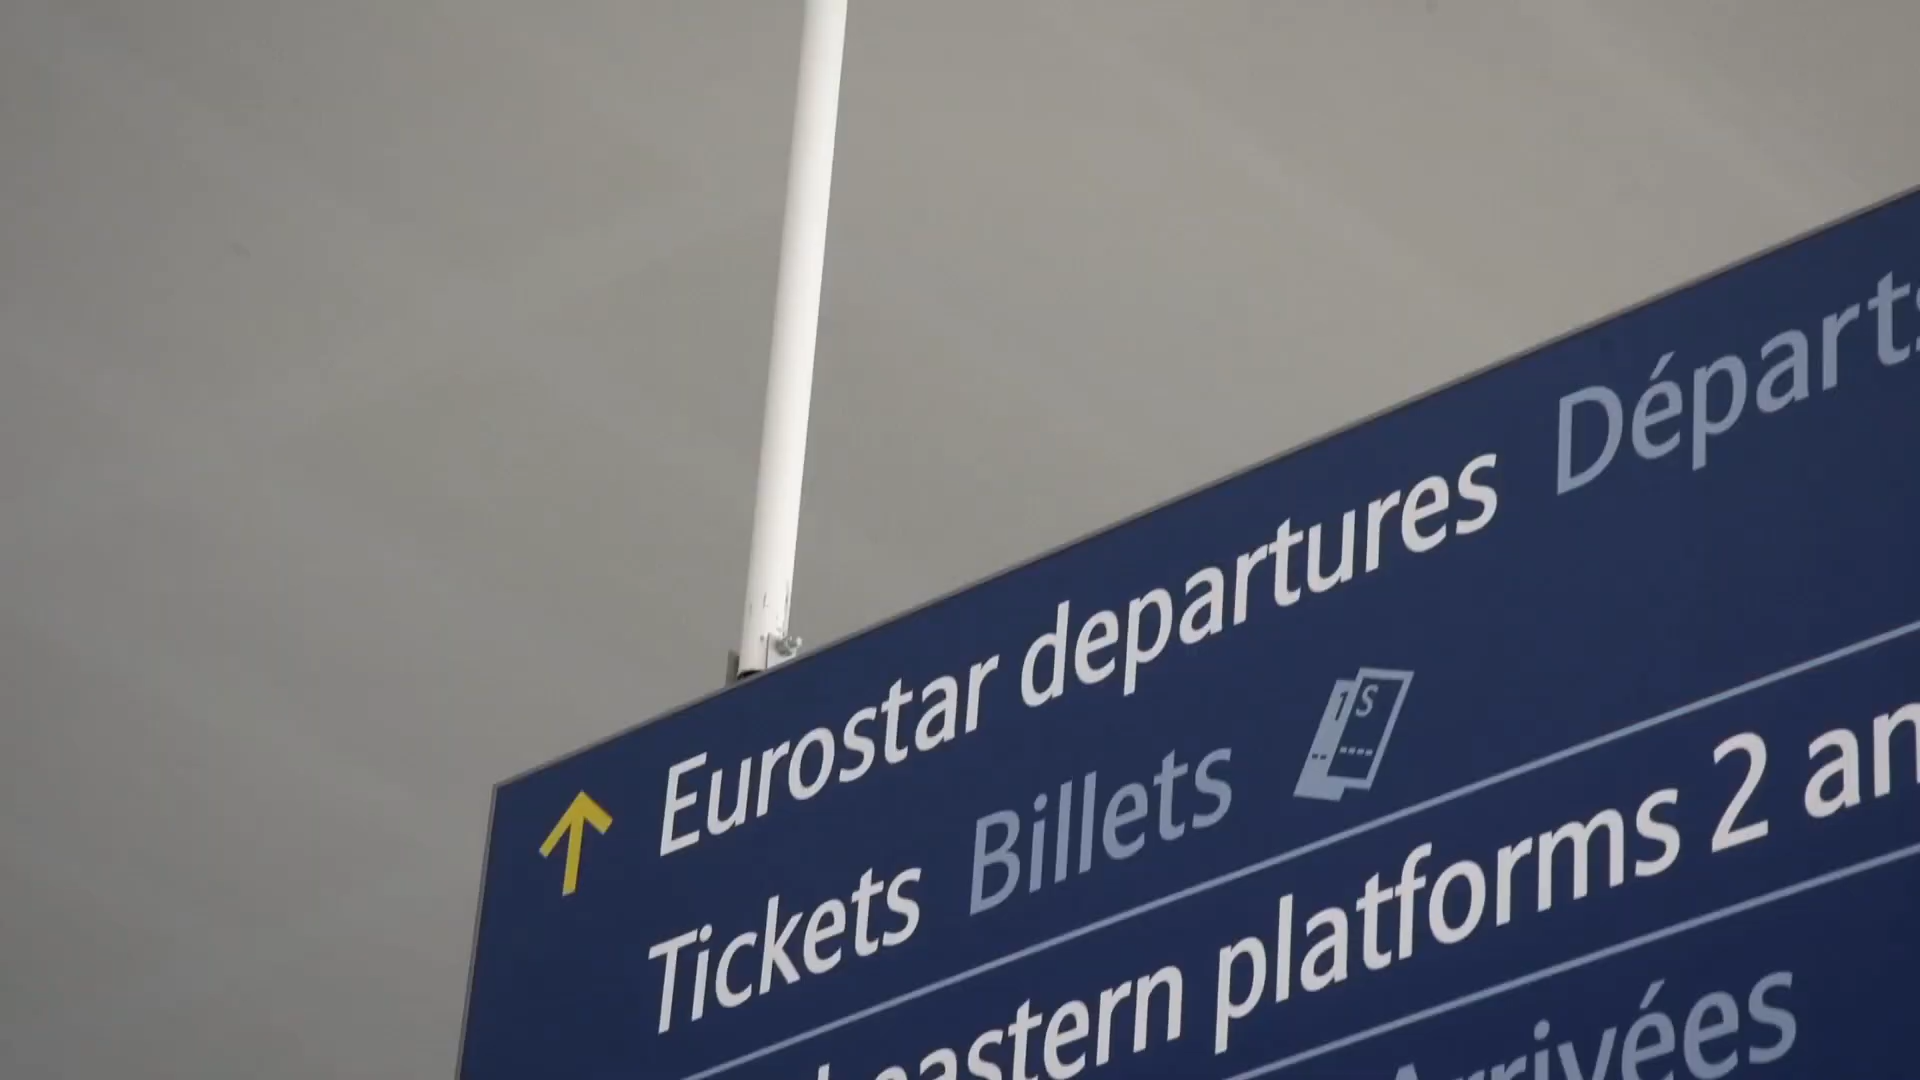 Eurostar departures Départs
Tickets Billets
eastern platforms 2 an
Arrivées